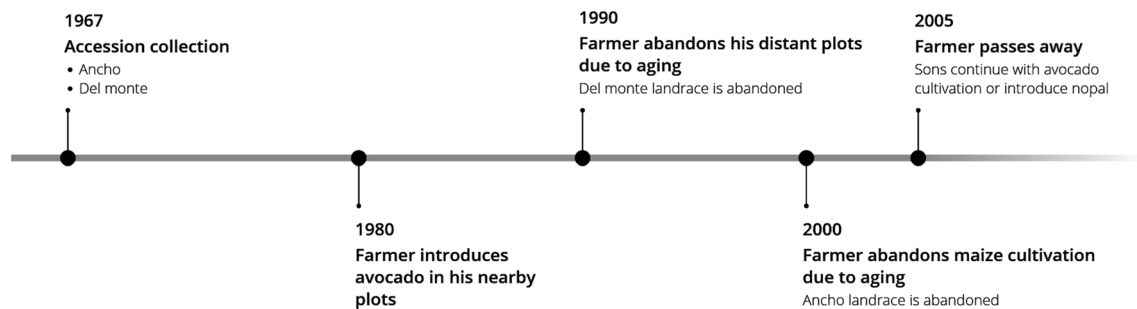 1967
Accession collection
• Ancho
• Del monte
1980
Farmer introduces
avocado in his nearby
plots
1990
Farmer abandons his distant plots
due to aging
Del monte landrace is abandoned
2000
Farmer abandons maize cultivation
due to aging
Ancho landrace is abandoned
2005
Farmer passes away
Sons continue with avocado
cultivation or introduce nopal